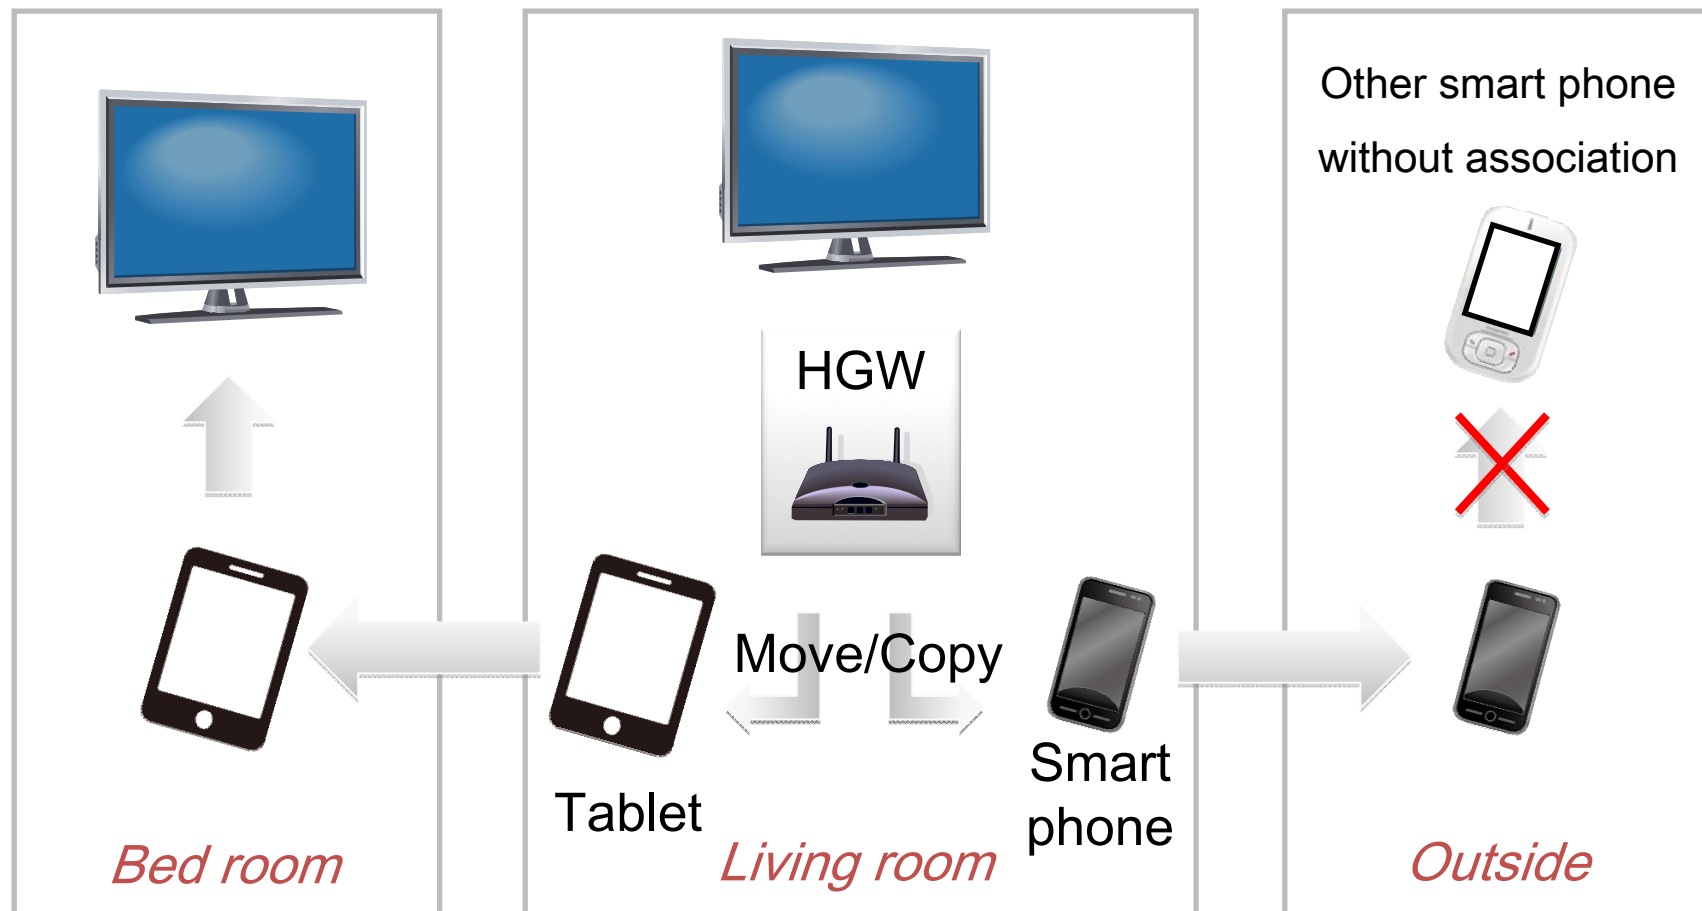 Other smart phone
without association
HGW
Move/Copy
Smart
phone
Tablet
Bed room
Living room
Outside